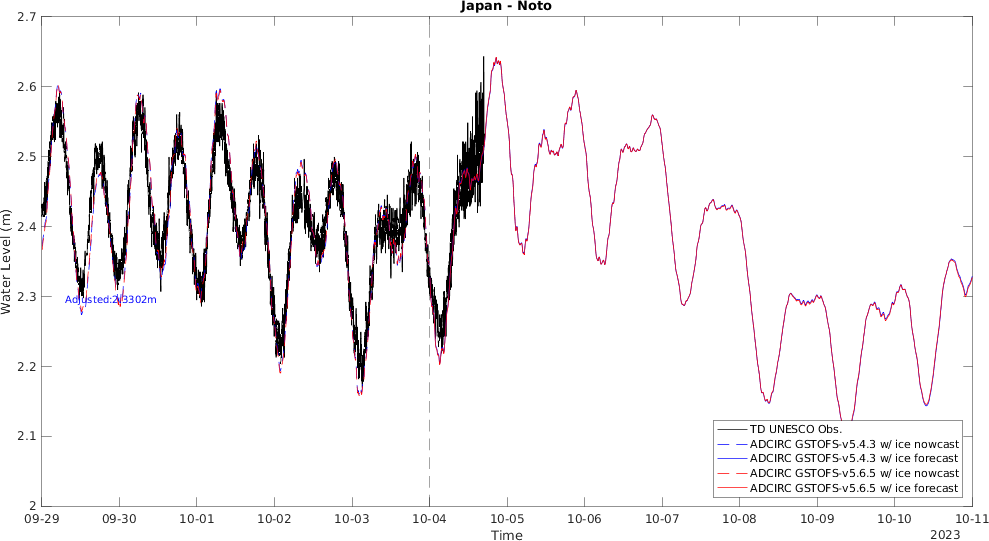 Japan - Noto
2.7
2.6
2.5
2.4
2.3
2.2
2.1
2
Water Level (m)
Adjusted:2.3302m
TD UNESCO Obs.
ADCIRC GSTOFS-v5.4.3 w/ ice nowcast
ADCIRC GSTOFS-v5.4.3 w/ ice forecast
ADCIRC GSTOFS-v5.6.5 w/ ice nowcast
ADCIRC GSTOFS-v5.6.5 w/ ice forecast
09-29 09-30 10-01 10-02 10-03 10-04 10-05 10-06 10-07 10-08 10-09 10-10 10-11
Time
2023